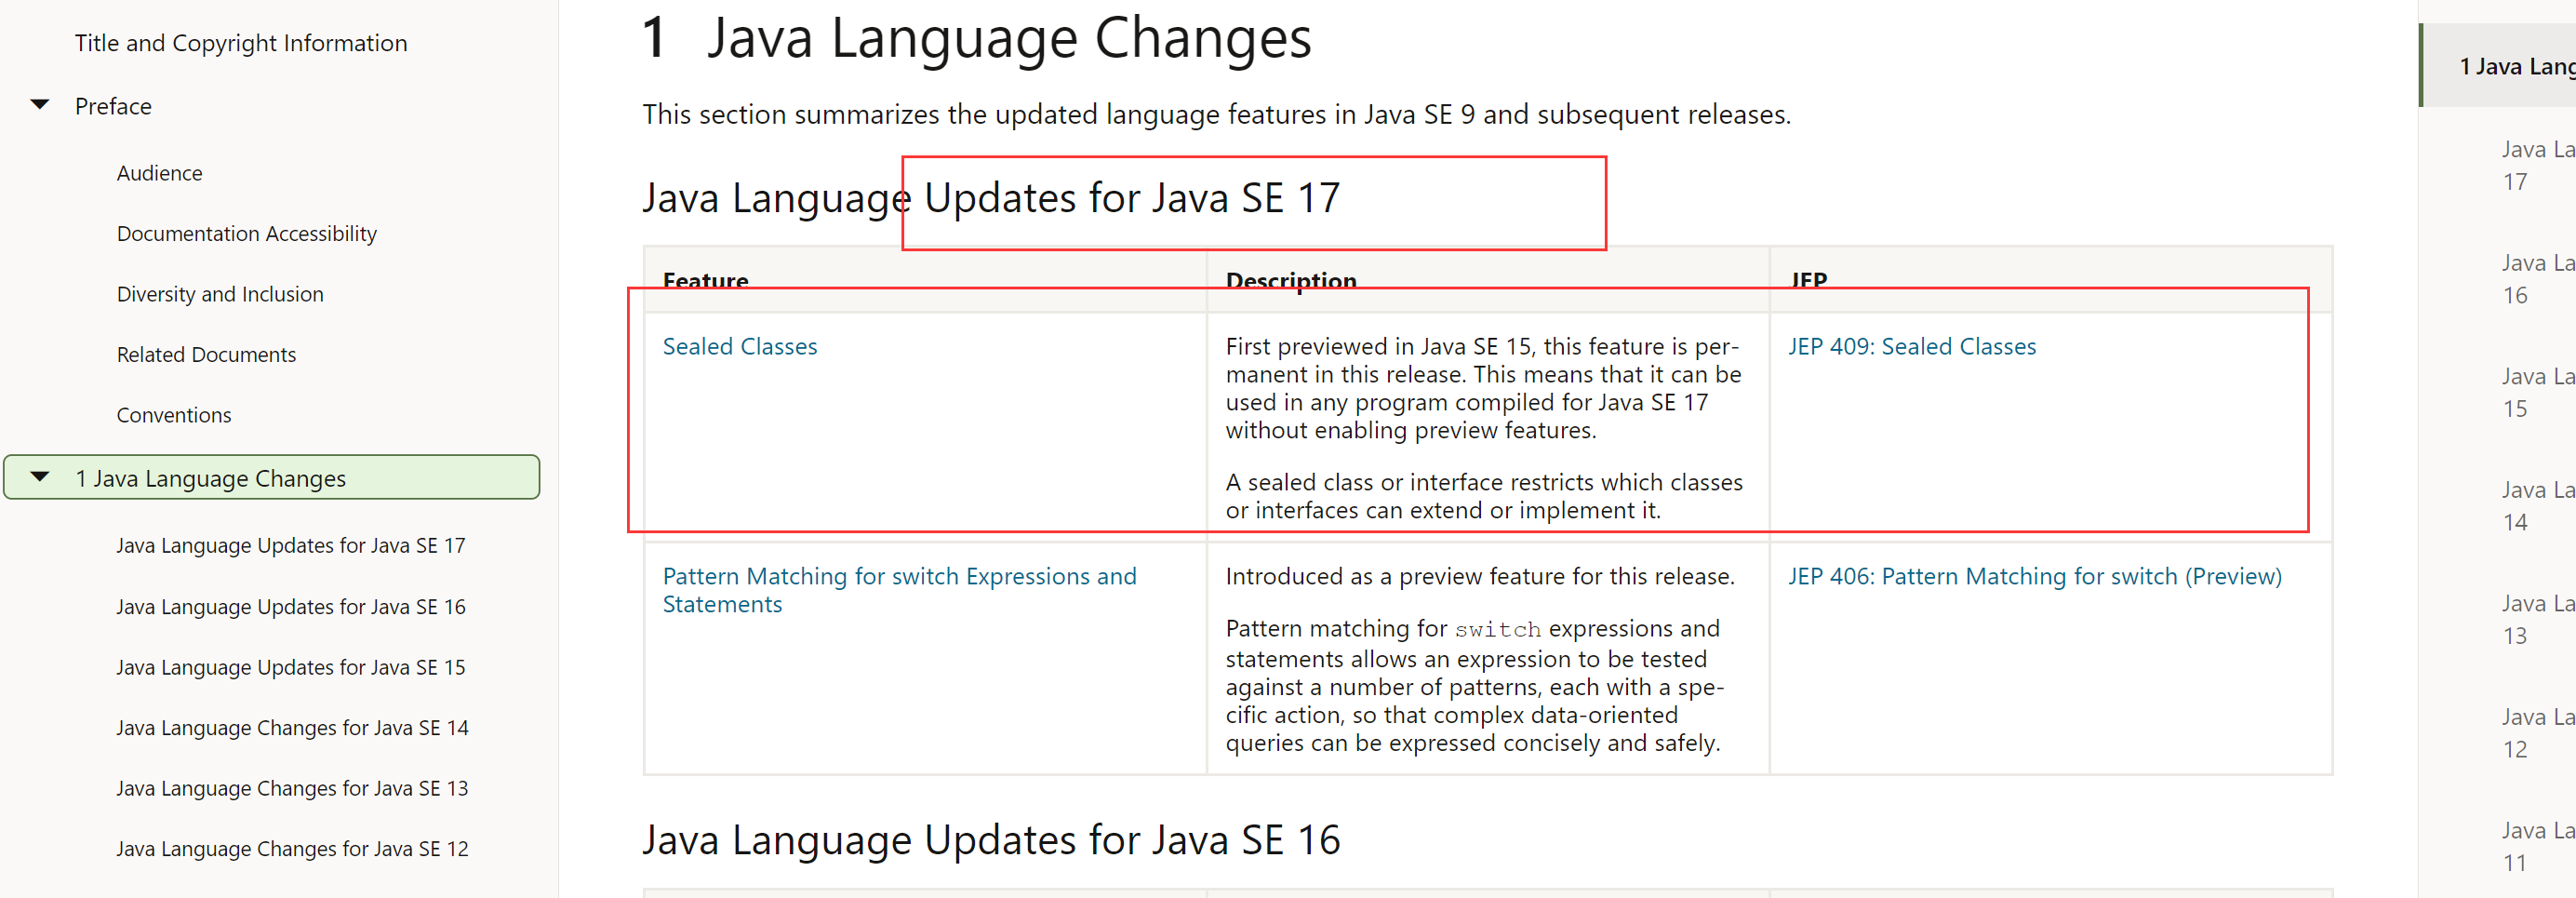 Title and Copyright Information
Preface
Audience
Documentation Accessibility
Diversity and Inclusion
Related Documents
Conventions
1 Java Language Changes
Java Language Updates for Java SE 17
Java Language Updates for Java SE 16
Java Language Updates for Java SE 15
Java Language Changes for Java SE 14
Java Language Changes for Java SE 13
Java Language Changes for Java SE 12
1 Java Language Changes
This section summarizes the updated language features in Java SE 9 and subsequent releases.
Java Language Updates for Java SE 17
Feature Description JEP
Sealed Classes
First previewed in Java SE 15, this feature is per-
manent in this release. This means that it can be
used in any program compiled for Java SE 17
without enabling preview features.
A sealed class or interface restricts which classes
or interfaces can extend or implement it.
JEP 409: Sealed Classes
Pattern Matching for switch Expressions and
Statements
Introduced as a preview feature for this release.
Pattern matching for switch expressions and
statements allows an expression to be tested
against a number of patterns, each with a spe-
cific action, so that complex data-oriented
queries can be expressed concisely and safely.
JEP 406: Pattern Matching for switch (Preview)
Java Language Updates for Java SE 16
1 Java Lang
Java La
17
Java La
16
Java La
15
Java La
14
Java La
13
Java La
12
Java La
11